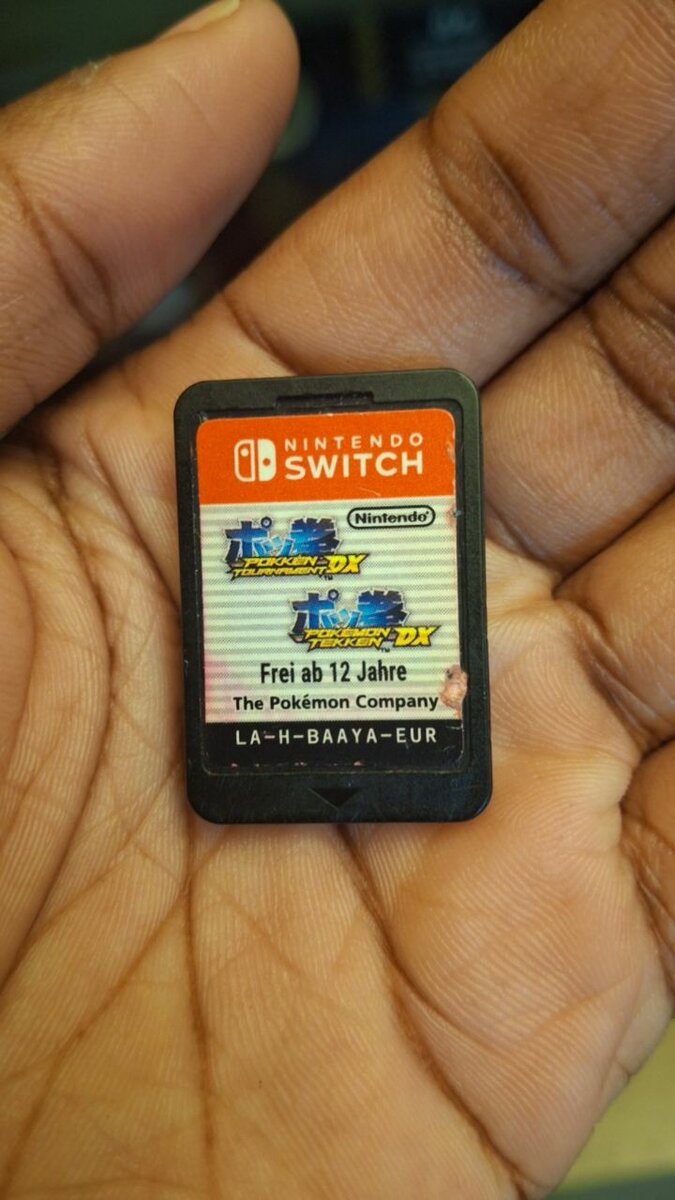 NINTENDO
SWITCH
Nintendo
ポッ拳
POKKÉN
TOURNAMENT DX
ポッ拳
POKÉMON
TEKKEN DX
Frei ab 12 Jahre
The Pokémon Company
LA-H-BAAYA-EUR